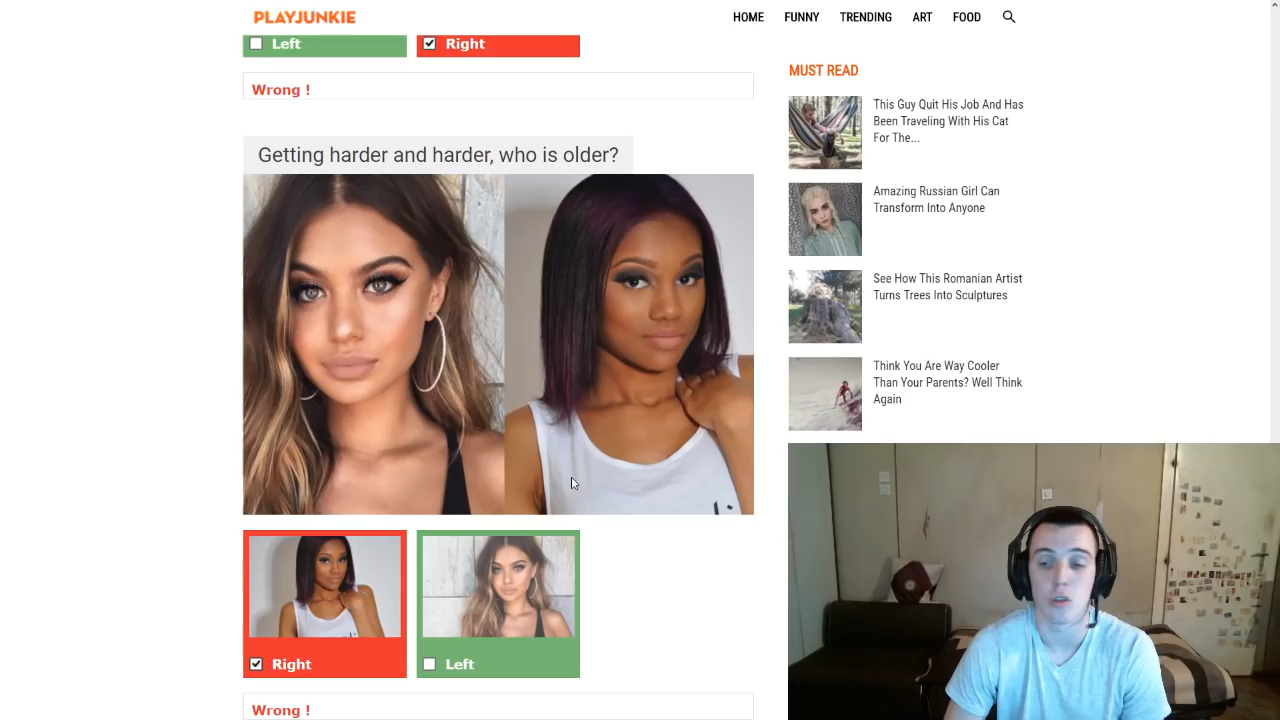 PLAYJUNKIE
HOME FUNNY TRENDING ART FOOD
Left Right
Wrong !
Getting harder and harder, who is older?
Right Left
Wrong !
MUST READ
This Guy Quit His Job And Has
Been Traveling With His Cat
For The...
Amazing Russian Girl Can
Transform Into Anyone
See How This Romanian Artist
Turns Trees Into Sculptures
Think You Are Way Cooler
Than Your Parents? Well Think
Again